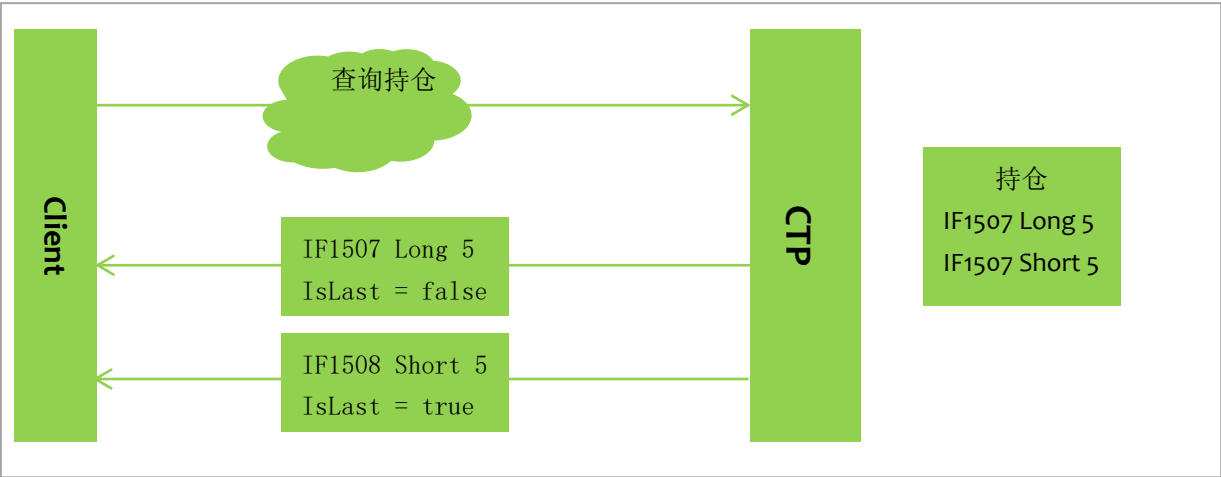 查询持仓
Client
CTP
持仓
IF1507 Long 5
IF1507 Short 5
IF1507 Long 5
IsLast = false
IF1508 Short 5
IsLast = true